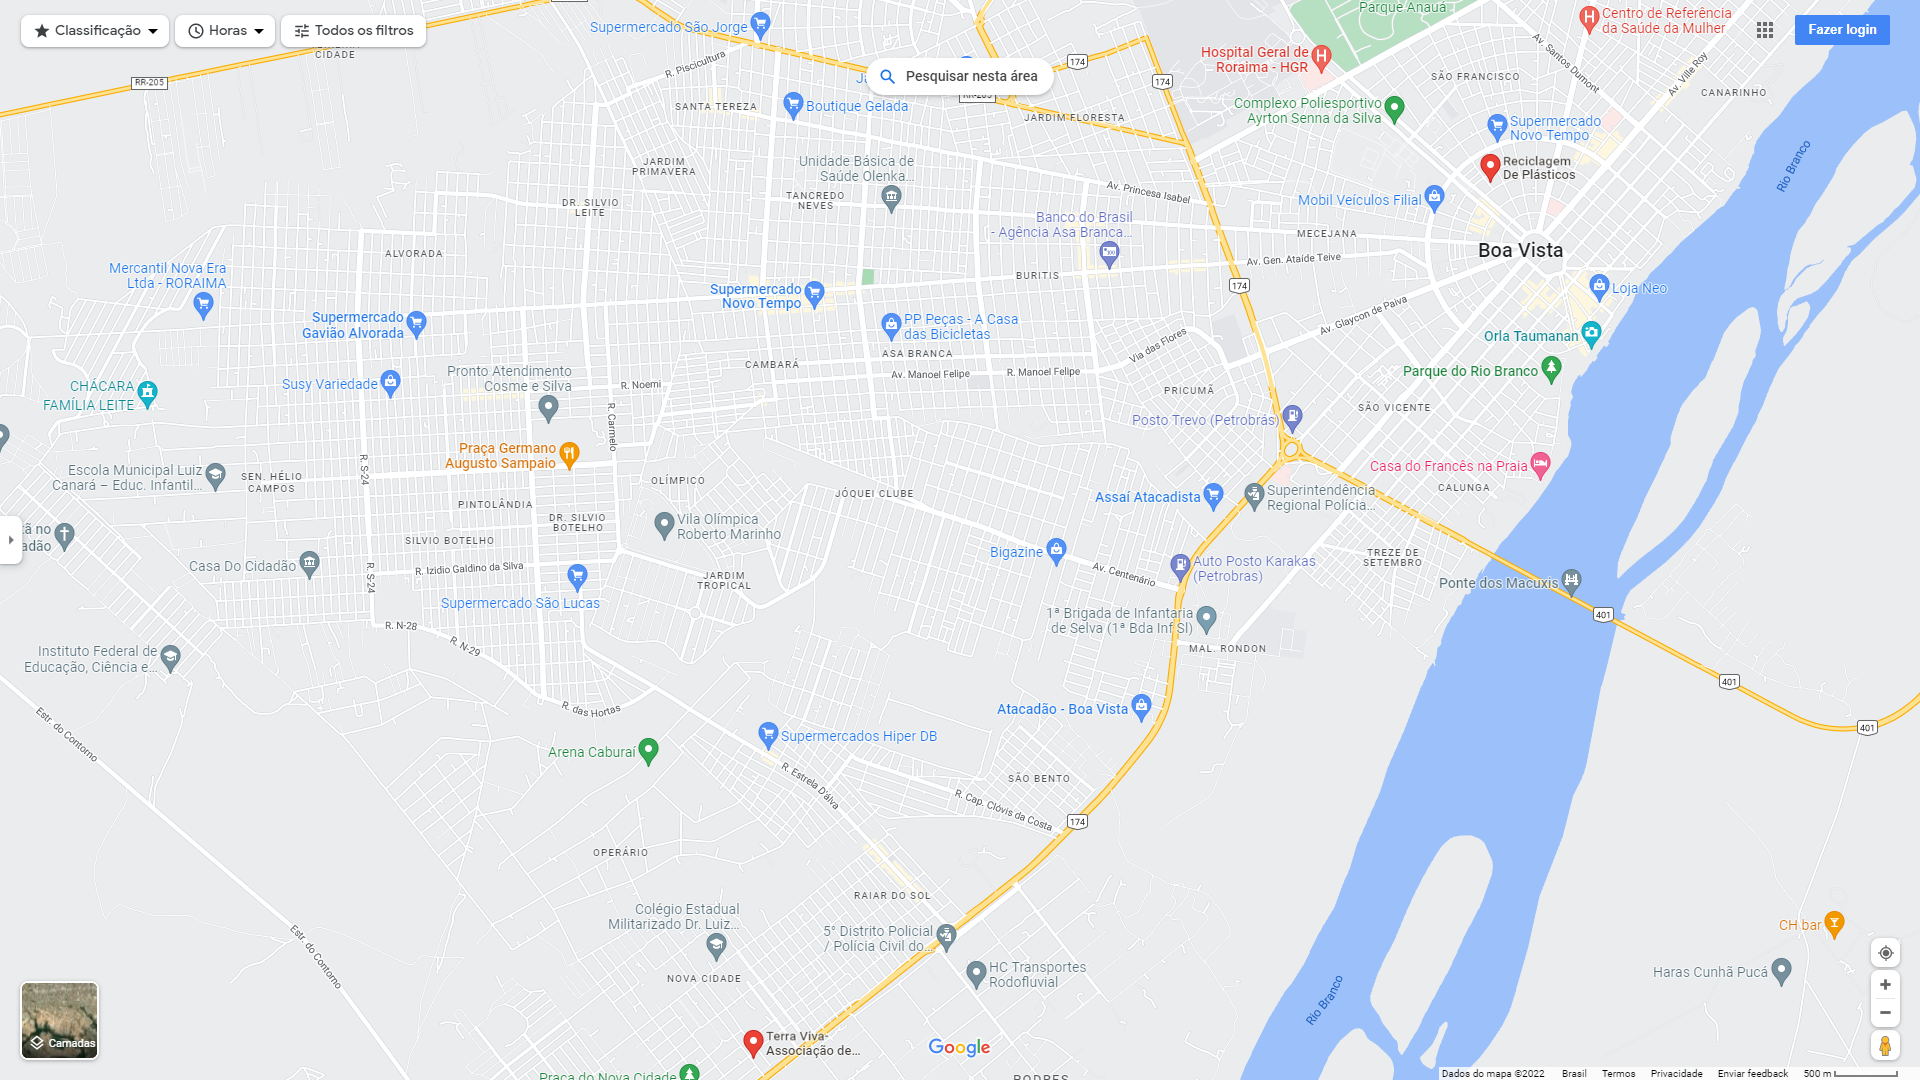 Classificação
Horas
Todos os filtros
Supermercado São Jorge
CIDADE
RR-205
R. Piscicultura
SANTA TEREZA
Boutique Gelada
Pesquisar nesta área
174
174
JARDIM FLORESTA
Parque Anauá
Hospital Geral de
Roraima - HGR
Centro de Referência
da Saúde da Mulher
Fazer login
Av. Santos Dumont
Av. Ville Roy
SÃO FRANCISCO
CANARINHO
Complexo Poliesportivo
Ayrton Senna da Silva
Supermercado
Novo Tempo
Reciclagem
De Plásticos
Rio Branco
Mobil Veículos Filial
MECEJANA
Boa Vista
Av. Princesa Isabel
Banco do Brasil
- Agência Asa Branca...
BURITIS
Av. Gen. Ataíde Teive
174
Unidade Básica de
Saúde Olenka...
TANCREDO
NEVES
JARDIM
PRIMAVERA
DR. SILVIO
LEITE
ALVORADA
Mercantil Nova Era
Ltda - RORAIMA
Supermercado
Gavião Alvorada
Supermercado
Novo Tempo
PP Peças - A Casa
das Bicicletas
ASA BRANCA
CAMBARÁ
Av. Manoel Felipe
R. Manoel Felipe
Via das Flores
Av. Glaycon de Paiva
Loja Neo
Orla Taumanan
Parque do Rio Branco
PRICUMÃ
SÃO VICENTE
Posto Trevo (Petrobrás)
Casa do Francês na Praia
CALUNGA
CHÁCARA
FAMÍLIA LEITE
Susy Variedade
Pronto Atendimento
Cosme e Silva
R. Noemi
R. Carmelo
Praça Germano
Augusto Sampaio
Escola Municipal Luiz
Canará – Educ. Infantil...
SEN. HÉLIO
CAMPOS
R. S-24
PINTOLÂNDIA
OLÍMPICO
JÓQUEI CLUBE
DR. SILVIO
BOTELHO
Vila Olímpica
Roberto Marinho
Assaí Atacadista
Superintendência
Regional Polícia...
SILVIO BOTELHO
Casa Do Cidadão
R. Izidio Galdino da Silva
R. S-24
JARDIM
TROPICAL
Bigazine
Av. Centenário
Auto Posto Karakas
(Petrobras)
TREZE DE
SETEMBRO
Ponte dos Macuxis
401
Supermercado São Lucas
1ª Brigada de Infantaria
de Selva (1ª Bda Inf Sl)
MAL. RONDON
R. N-28
R. N-29
Instituto Federal de
Educação, Ciência e...
401
401
Estr. do Contorno
R. das Hortas
Atacadão - Boa Vista
Arena Caburaí
Supermercados Hiper DB
R. Estrela D'álva
SÃO BENTO
R. Cap. Clóvis da Costa
174
OPERÁRIO
RAIAR DO SOL
Colégio Estadual
Militarizado Dr. Luiz...
5° Distrito Policial
/ Polícia Civil do...
NOVA CIDADE
HC Transportes
Rodofluvial
Estr. do Contorno
CH bar
Haras Cunhã Pucá
Rio Branco
Camadas
Terra Viva-
Associação de...
Praça do Nova Cidade
Google
Dados do mapa ©2022
Brasil
Termos
Privacidade
Enviar feedback
500 m